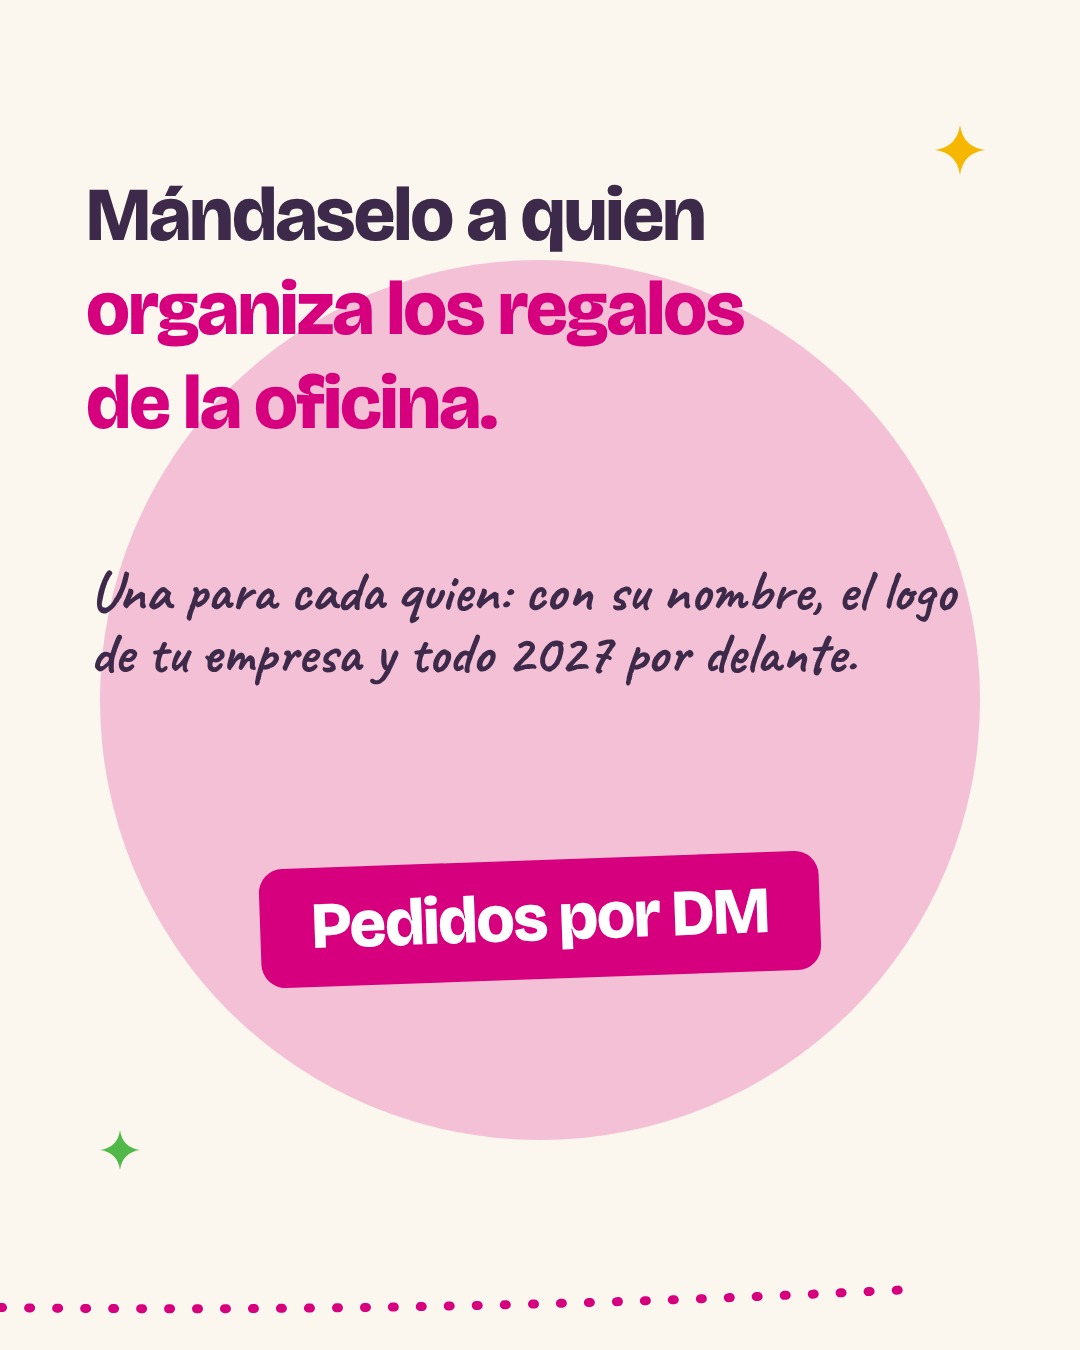 Mándaselo a quien
organiza los regalos
de la oficina.
Una para cada quien: con su nombre, el logo
de tu empresa y todo 2027 por delante.
Pedidos por DM